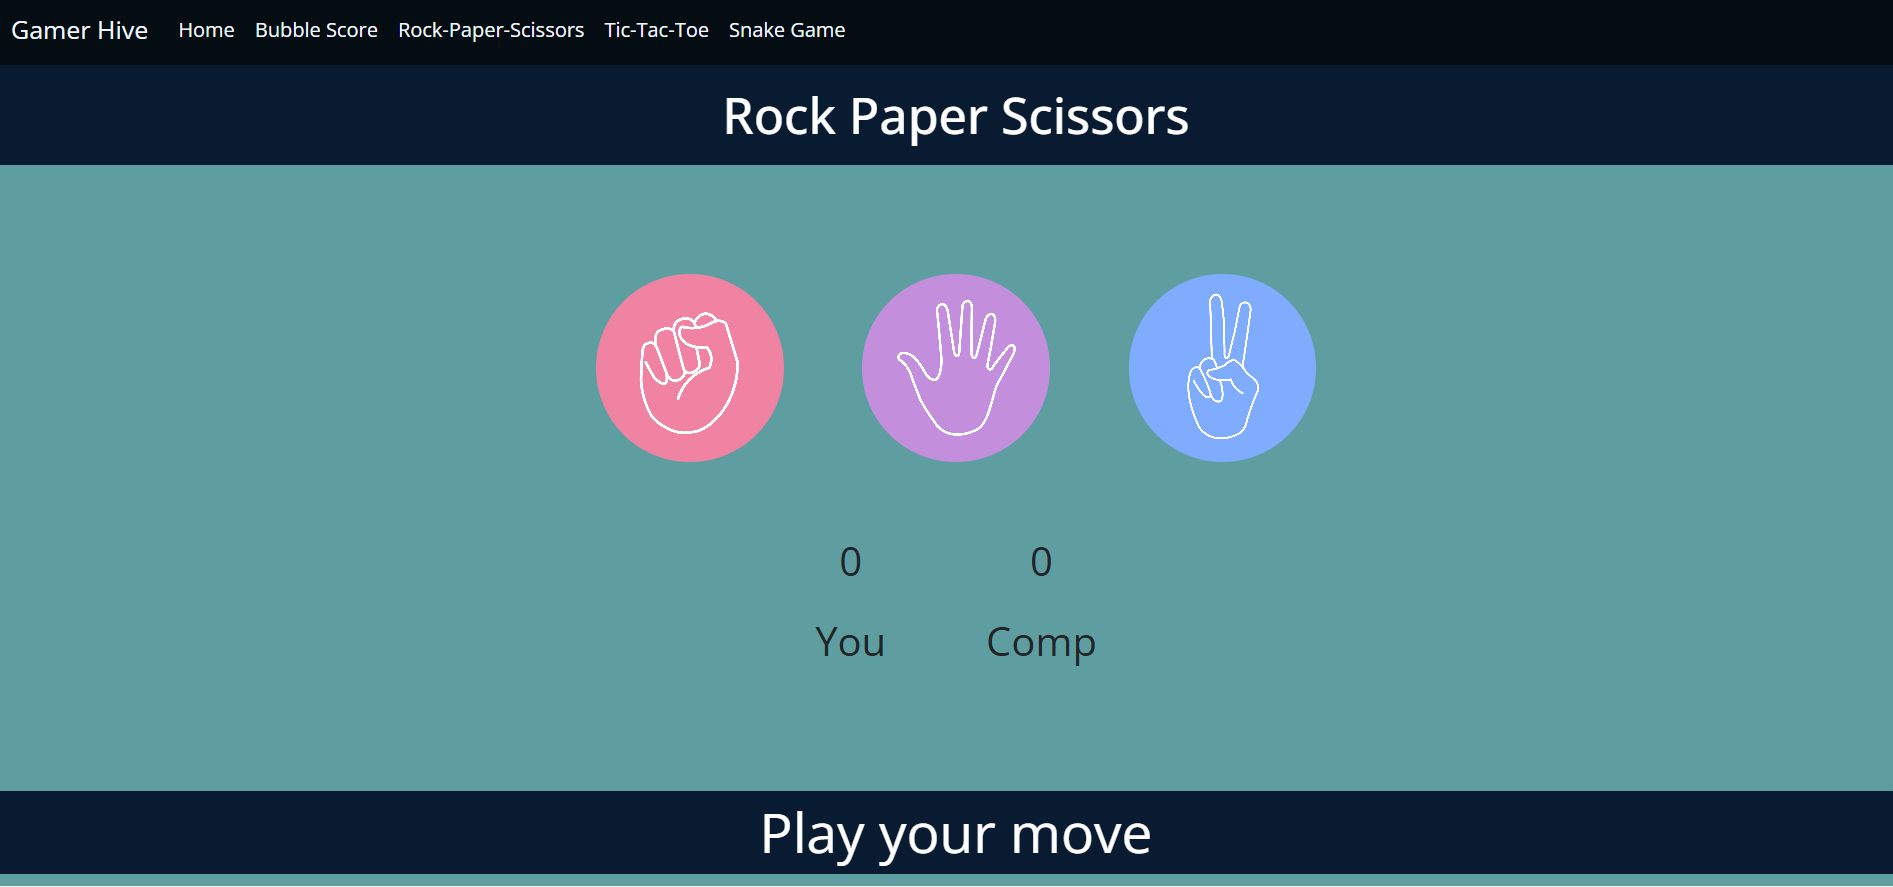 Gamer Hive Home Bubble Score Rock-Paper-Scissors Tic-Tac-Toe Snake Game
Rock Paper Scissors
0 0
You Comp
Play your move